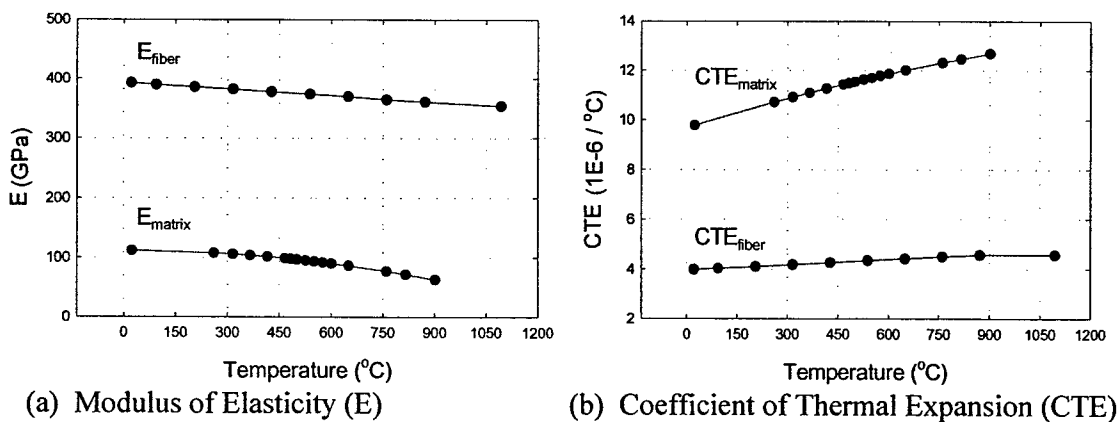 500
400
300
200
100
0
E (GPa)
E_fiber
E_matrix
0 150 300 450 600 750 900 1050 1200
Temperature (°C)
(a) Modulus of Elasticity (E)
14
12
10
8
6
4
2
CTE (1E-6 / °C)
CTE_matrix
CTE_fiber
0 150 300 450 600 750 900 1050 1200
Temperature (°C)
(b) Coefficient of Thermal Expansion (CTE)